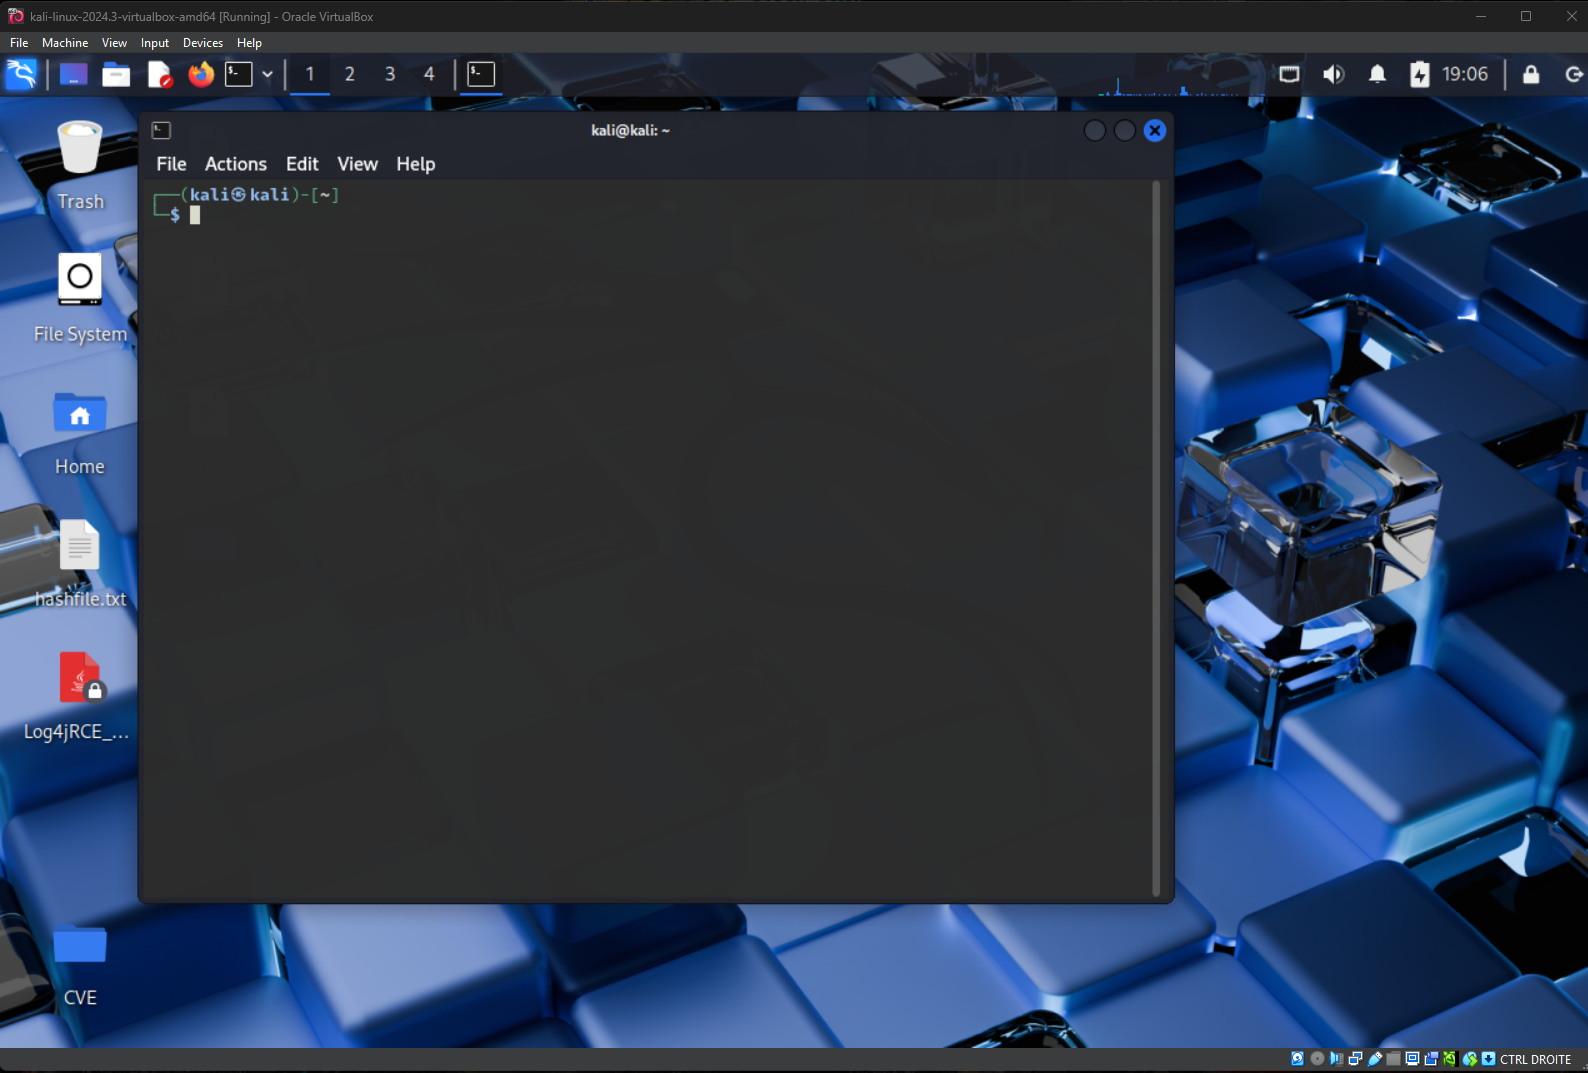 kali-linux-2024.3-virtualbox-amd64 [Running] - Oracle VirtualBox
File Machine View Input Devices Help
1 2 3 4 19:06
kali@kali: ~
File Actions Edit View Help
(kali㉿kali)-[~]
$
Trash
File System
Home
hashfile.txt
Log4jRCE_...
CVE
CTRL DROITE